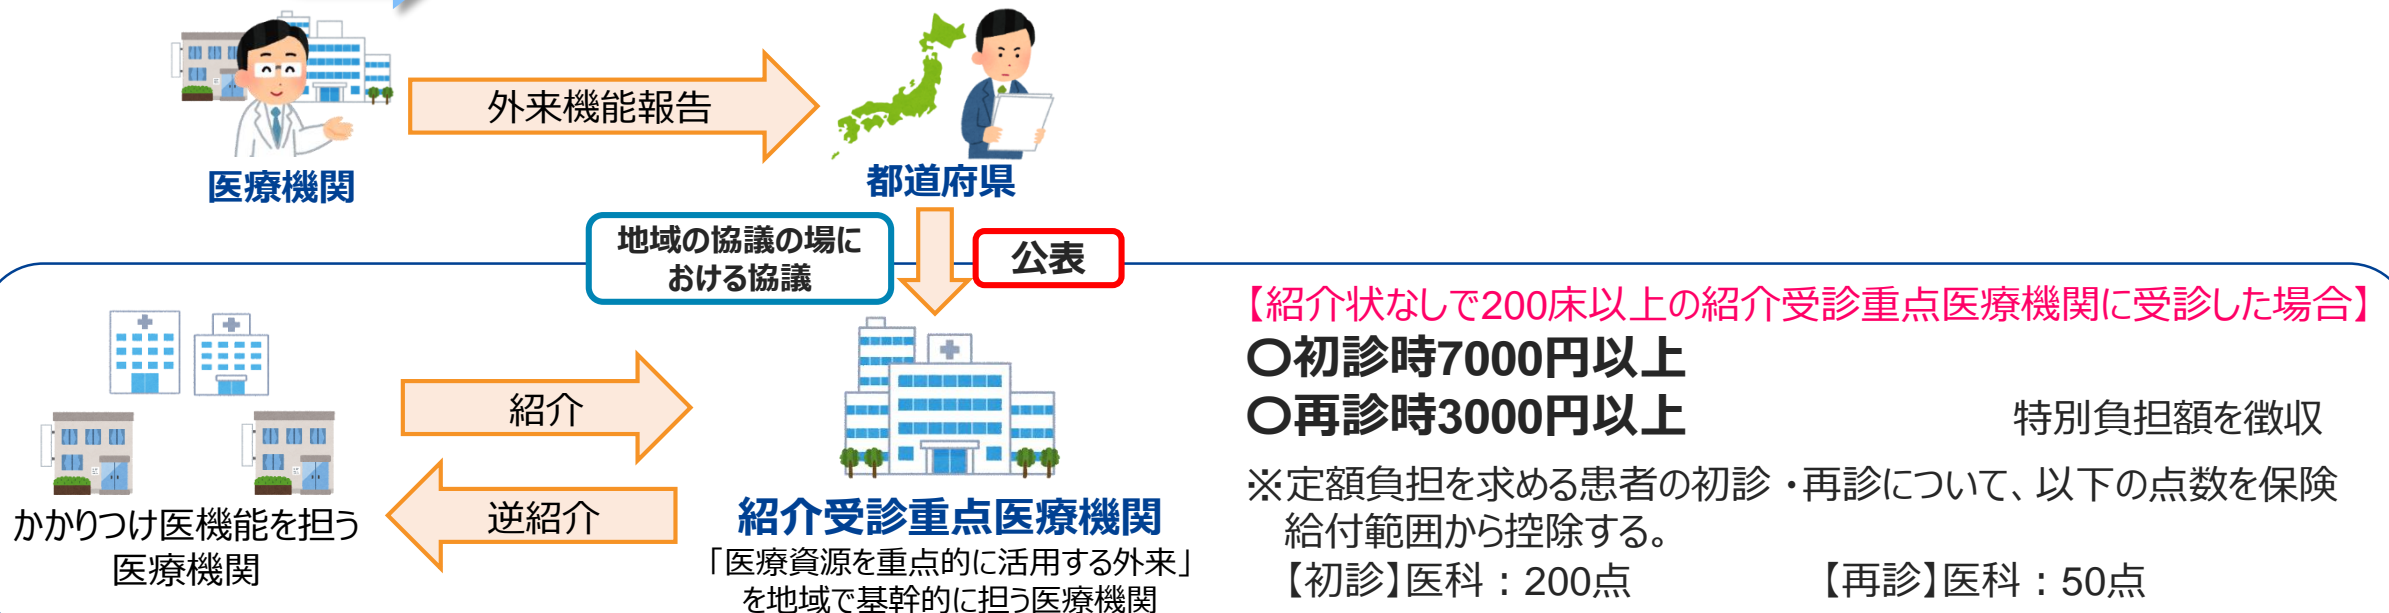 外来機能報告
医療機関
都道府県
地域の協議の場に
おける協議
公表
紹介
逆紹介
かかりつけ医機能を担う
医療機関
紹介受診重点医療機関
「医療資源を重点的に活用する外来」
を地域で基幹的に担う医療機関
【紹介状なしで200床以上の紹介受診重点医療機関に受診した場合】
〇初診時7000円以上
〇再診時3000円以上 特別負担額を徴収
※定額負担を求める患者の初診・再診について、以下の点数を保険
給付範囲から控除する。
【初診】医科：200点 【再診】医科：50点